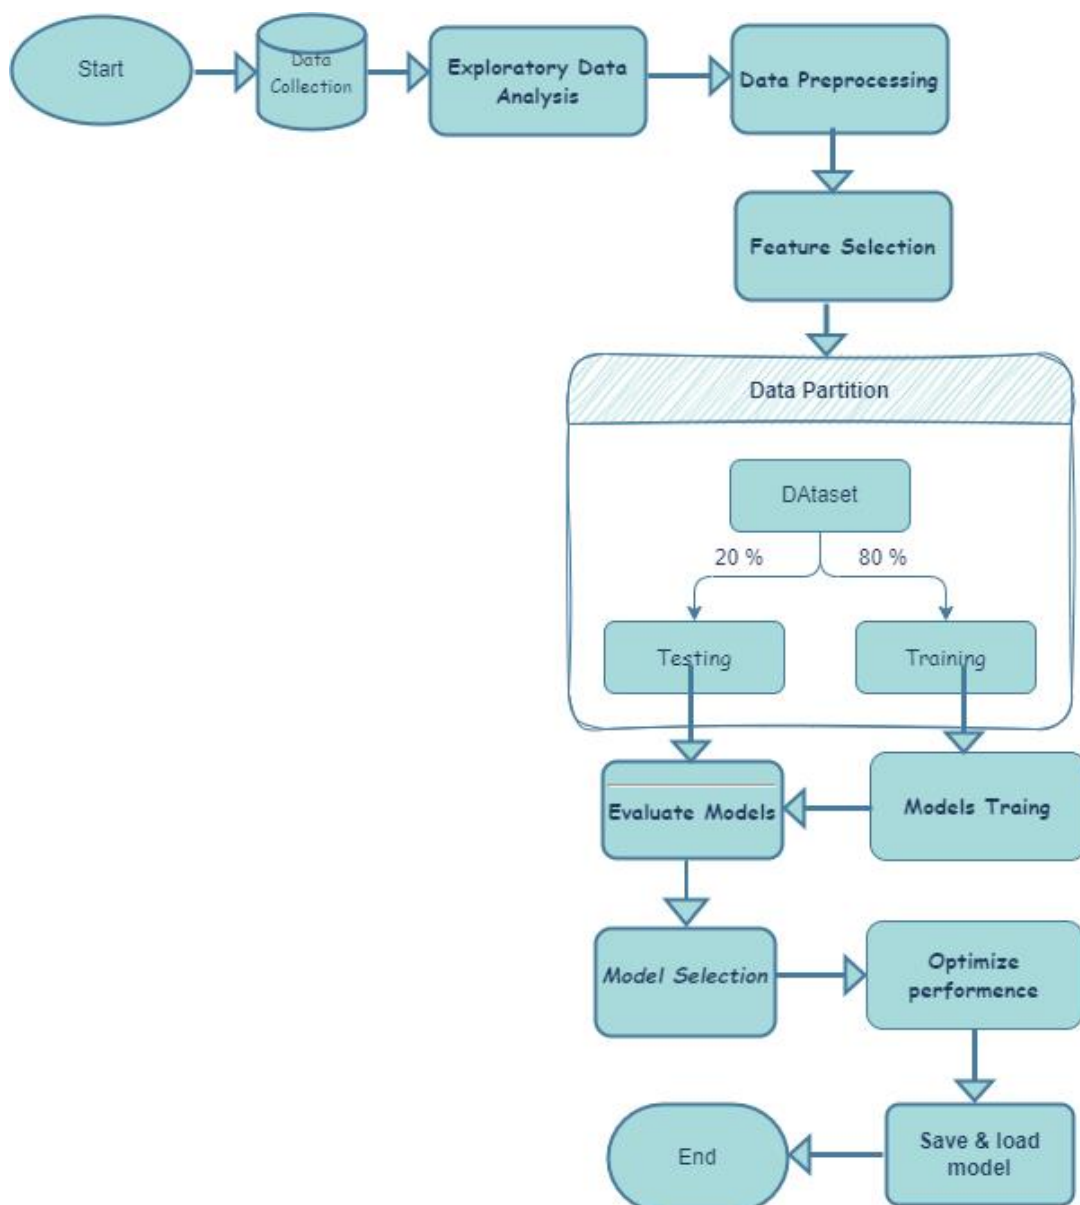 Start
Data
Collection
Exploratory Data
Analysis
Data Preprocessing
Feature Selection
Data Partition
DAtaset
20 %
80 %
Testing
Training
Evaluate Models
Models Traing
Model Selection
Optimize
performence
Save & load
model
End